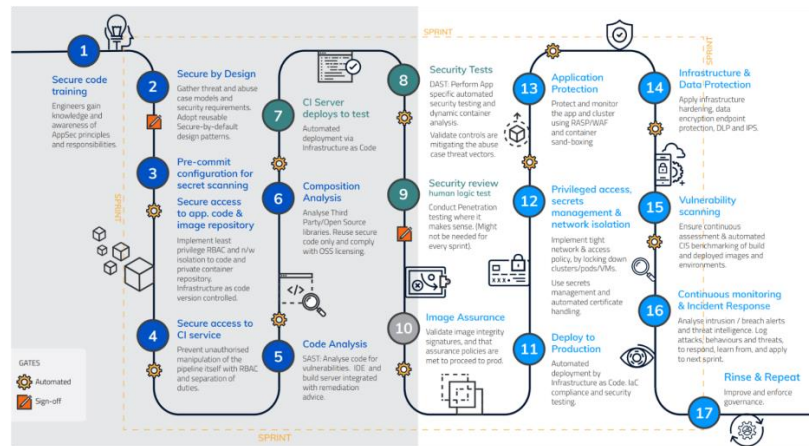 SPRINT
SPRINT
SPRINT
SPRINT
1
Secure code
training
Engineers gain
knowledge and
awareness of
AppSec principles
and responsibilities.
2
Secure by Design
Gather threat and abuse
case models and
security requirements.
Adopt reusable
Secure-by-default
design patterns.
3
Pre-commit
configuration for
secret scanning
Secure access
to app. code &
image repository
Implement least
privilege RBAC and n/w
isolation to code and
private container
repository.
Infrastructure as code
version controlled.
4
Secure access to
CI service
Prevent unauthorised
manipulation of the
pipeline itself with RBAC
and separation of
duties.
5
Code Analysis
SAST: Analyse code for
vulnerabilities. IDE and
build server integrated
with remediation
advice.
6
Composition
Analysis
Analyse Third
Party/Open Source
libraries. Reuse secure
code only and comply
with OSS licensing.
7
CI Server
deploys to test
Automated
deployment via
Infrastructure as Code
8
Security Tests
DAST: Perform App
specific automated
security testing and
dynamic container
analysis.
Validate controls are
mitigating the abuse
case threat vectors.
9
Security review
human logic test
Conduct Penetration
testing where it
makes sense. (Might
not be needed for
every sprint).
10
Image Assurance
Validate image integrity
signatures, and that
assurance policies are
met to proceed to prod.
11
Deploy to
Production
Automated
deployment by
Infrastructure as Code. IaC
compliance and security
testing.
12
Privileged access,
secrets
management &
network isolation
Implement tight
network & access
policy, by locking down
clusters/pods/VMs.
Use secrets
management and
automated certificate
handling.
13
Application
Protection
Protect and monitor
the app and cluster
using RASP/WAF
and container
sand-boxing
14
Infrastructure &
Data Protection
Apply infrastructure
hardening, data
encryption endpoint
protection, DLP and IPS.
15
Vulnerability
scanning
Ensure continuous
assessment & automated
CIS benchmarking of build
and deployed images and
environments.
16
Continuous monitoring
& Incident Response
Analyse intrusion / breach alerts
and threat intelligence. Log
attacks, behaviours and threats,
to respond, learn from, and apply
to next sprint.
17
Rinse & Repeat
Improve and enforce
governance.
GATES
Automated
Sign-off